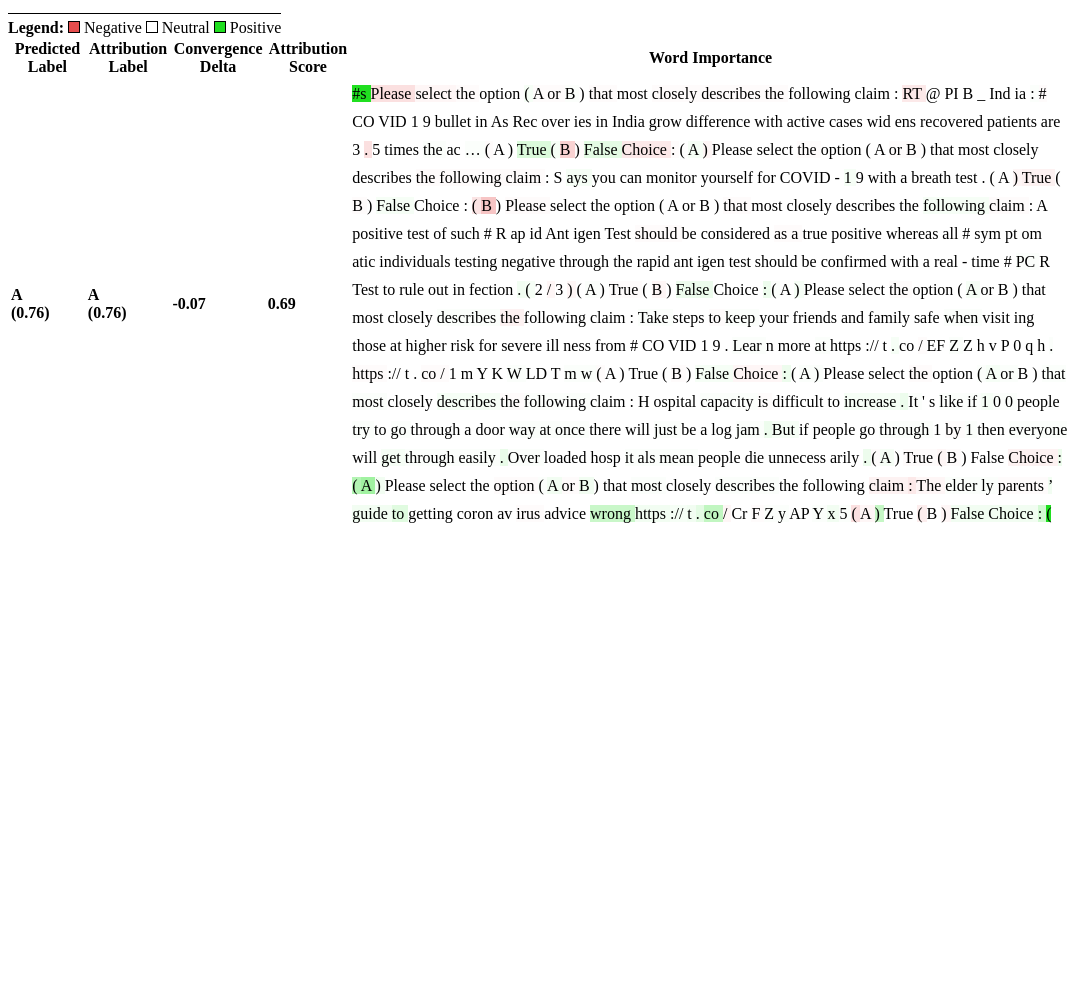 Legend: Negative Neutral Positive
Predicted Label Attribution Label Convergence Delta Attribution Score Word Importance
#s Please select the option ( A or B ) that most closely describes the following claim : RT @ PI B _ Ind ia : #
CO VID 1 9 bullet in As Rec over ies in India grow difference with active cases wid ens recovered patients are
3 . 5 times the ac … ( A ) True ( B ) False Choice : ( A ) Please select the option ( A or B ) that most closely
describes the following claim : S ays you can monitor yourself for COVID - 1 9 with a breath test . ( A ) True (
B ) False Choice : ( B ) Please select the option ( A or B ) that most closely describes the following claim : A
positive test of such # R ap id Ant igen Test should be considered as a true positive whereas all # sym pt om
atic individuals testing negative through the rapid ant igen test should be confirmed with a real - time # PC R
Test to rule out in fection . ( 2 / 3 ) ( A ) True ( B ) False Choice : ( A ) Please select the option ( A or B ) that
most closely describes the following claim : Take steps to keep your friends and family safe when visit ing
those at higher risk for severe ill ness from # CO VID 1 9 . Lear n more at https :// t . co / EF Z Z h v P 0 q h .
https :// t . co / 1 m Y K W LD T m w ( A ) True ( B ) False Choice : ( A ) Please select the option ( A or B ) that
most closely describes the following claim : H ospital capacity is difficult to increase . It ' s like if 1 0 0 people
try to go through a door way at once there will just be a log jam . But if people go through 1 by 1 then everyone
will get through easily . Over loaded hosp it als mean people die unnecess arily . ( A ) True ( B ) False Choice :
( A ) Please select the option ( A or B ) that most closely describes the following claim : The elder ly parents ’
guide to getting coron av irus advice wrong https :// t . co / Cr F Z y AP Y x 5 ( A ) True ( B ) False Choice : (
A (0.76) A (0.76) -0.07 0.69